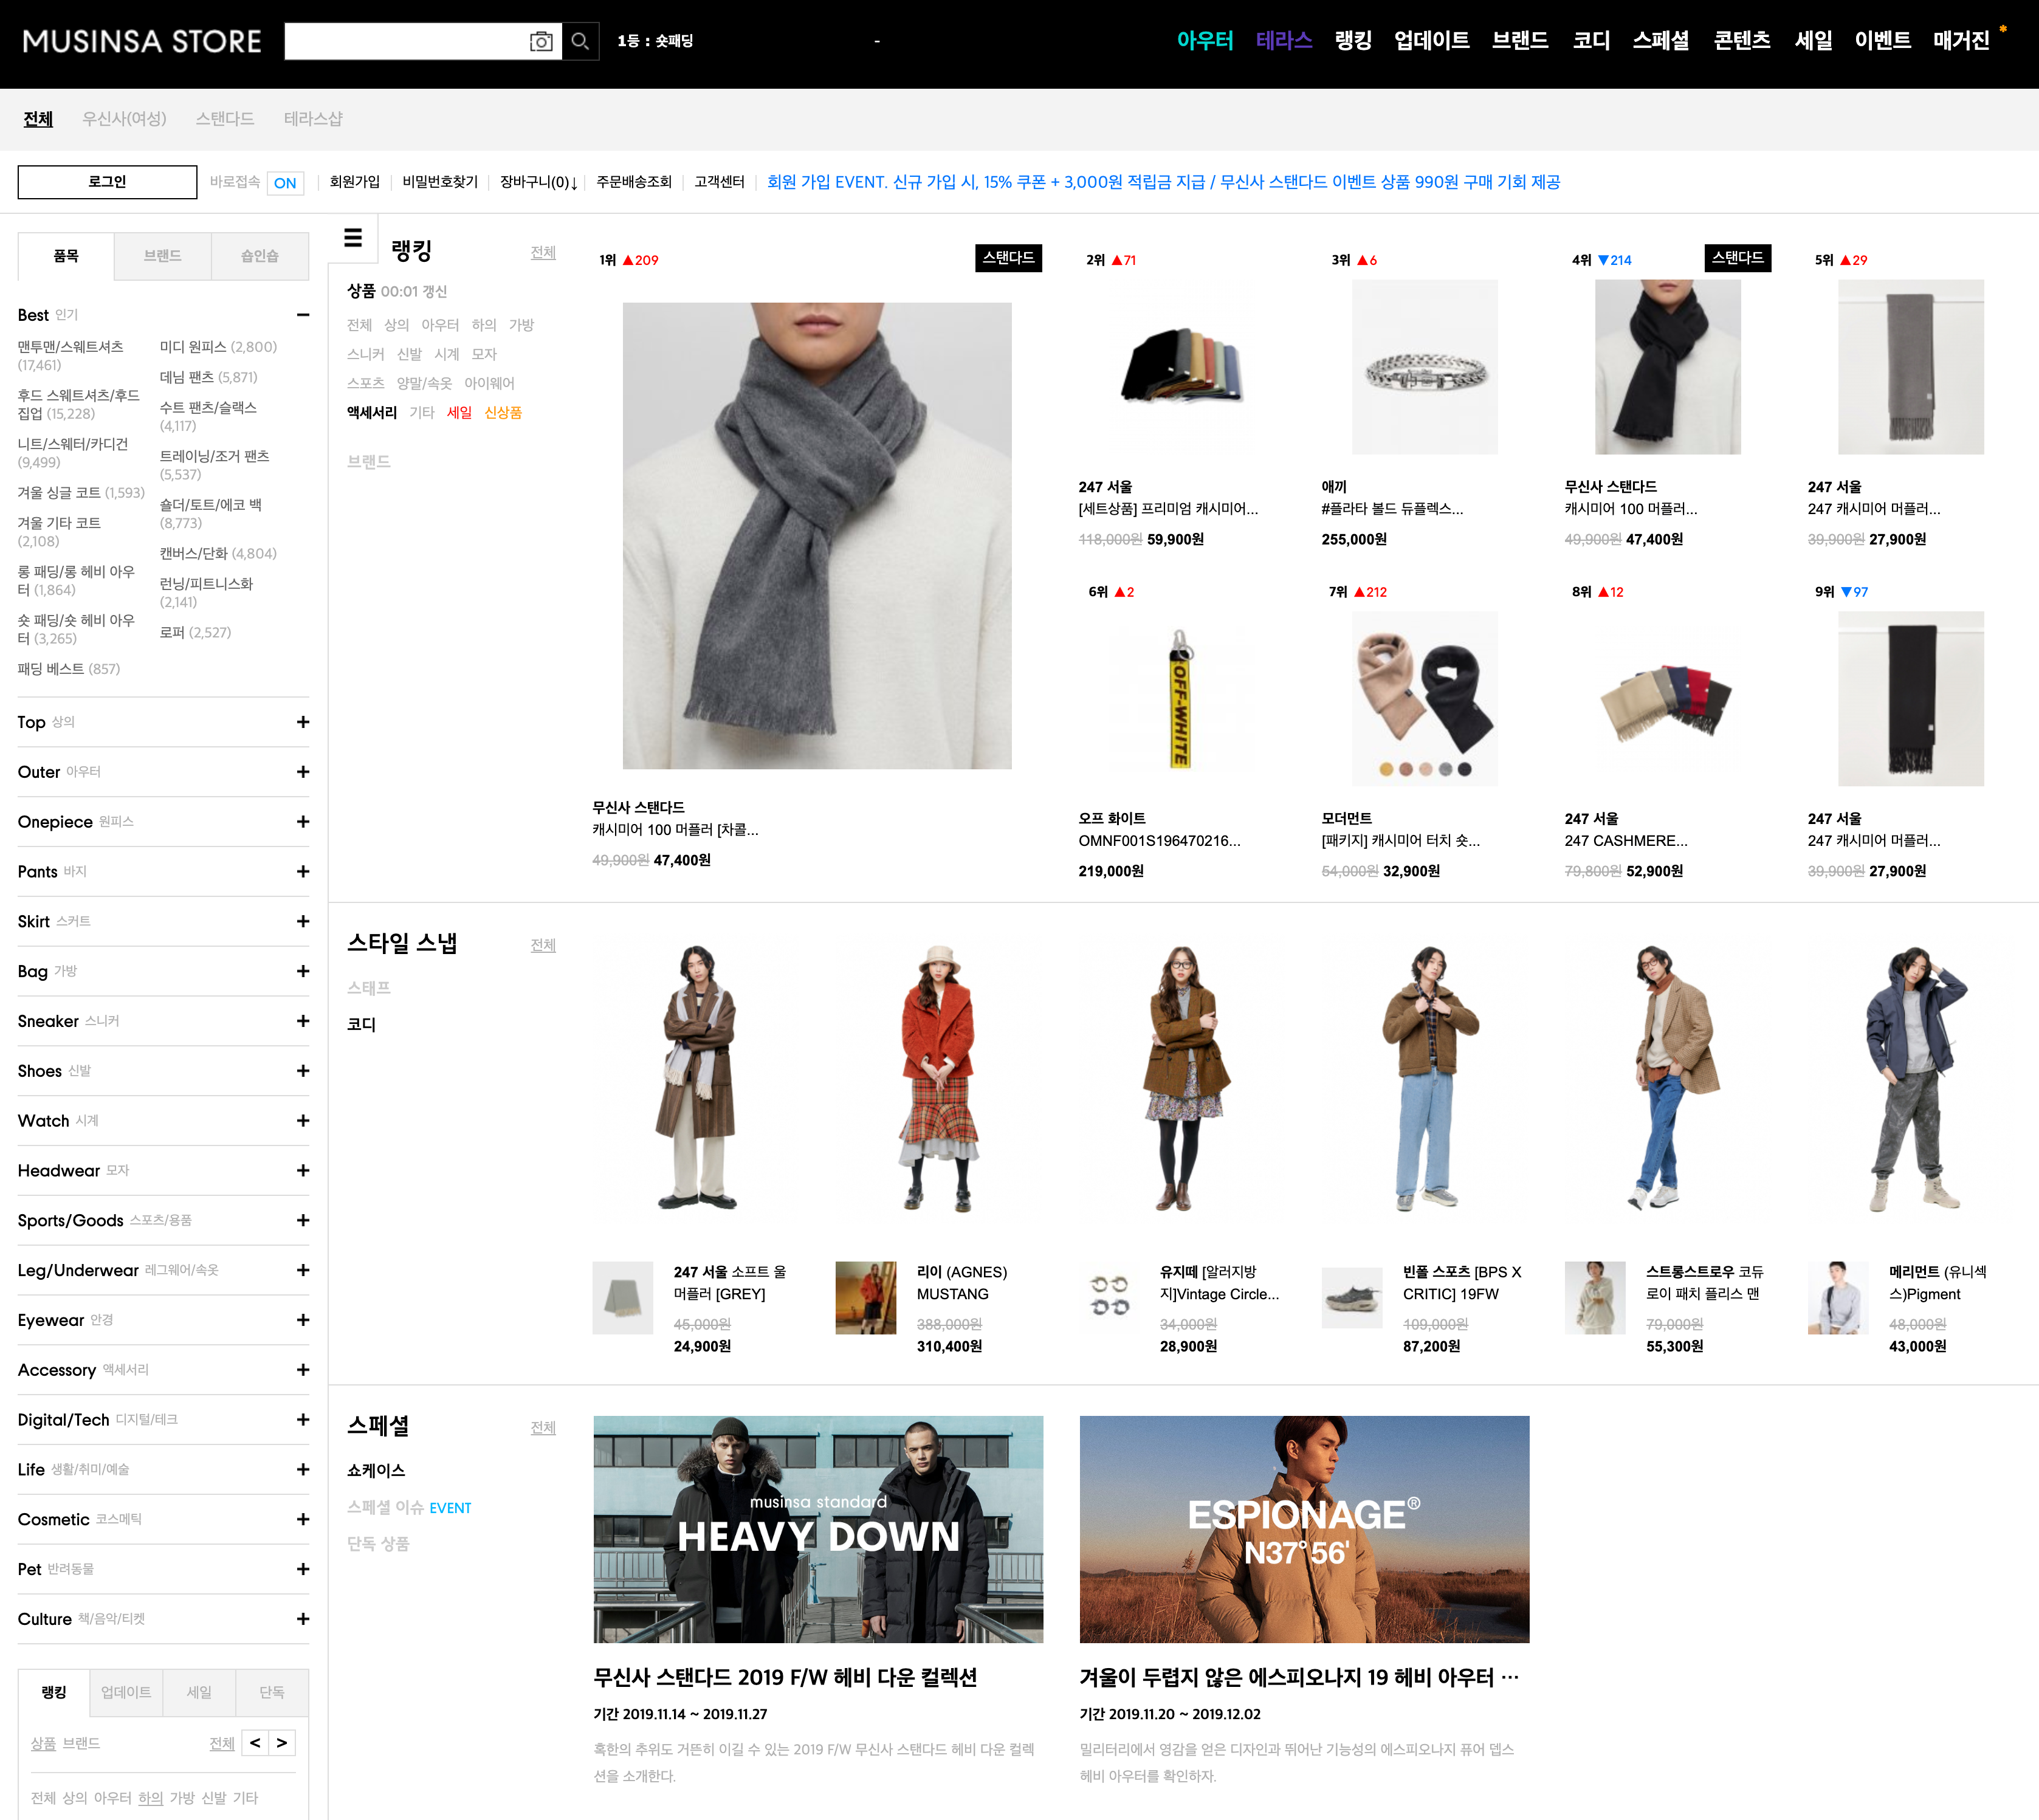 MUSINSA STORE
1등 : 숏패딩
-
아우터 테라스 랭킹 업데이트 브랜드 코디 스페셜 콘텐츠 세일 이벤트 매거진 *
전체 우신사(여성) 스탠다드 테라스샵
로그인 바로접속 ON 회원가입 비밀번호찾기 장바구니(0)↓ 주문배송조회 고객센터 회원 가입 EVENT. 신규 가입 시, 15% 쿠폰 + 3,000원 적립금 지급 / 무신사 스탠다드 이벤트 상품 990원 구매 기회 제공
품목 브랜드 숍인숍
Best 인기
맨투맨/스웨트셔츠
(17,461)
후드 스웨트셔츠/후드
집업 (15,228)
니트/스웨터/카디건
(9,499)
겨울 싱글 코트 (1,593)
겨울 기타 코트
(2,108)
롱 패딩/롱 헤비 아우
터 (1,864)
숏 패딩/숏 헤비 아우
터 (3,265)
패딩 베스트 (857)
미디 원피스 (2,800)
데님 팬츠 (5,871)
수트 팬츠/슬랙스
(4,117)
트레이닝/조거 팬츠
(5,537)
숄더/토트/에코 백
(8,773)
캔버스/단화 (4,804)
런닝/피트니스화
(2,141)
로퍼 (2,527)
Top 상의
Outer 아우터
Onepiece 원피스
Pants 바지
Skirt 스커트
Bag 가방
Sneaker 스니커
Shoes 신발
Watch 시계
Headwear 모자
Sports/Goods 스포츠/용품
Leg/Underwear 레그웨어/속옷
Eyewear 안경
Accessory 액세서리
Digital/Tech 디지털/테크
Life 생활/취미/예술
Cosmetic 코스메틱
Pet 반려동물
Culture 책/음악/티켓
랭킹 업데이트 세일 단독
상품 브랜드 전체 < >
전체 상의 아우터 하의 가방 신발 기타
랭킹 전체
상품 00:01 갱신
전체 상의 아우터 하의 가방
스니커 신발 시계 모자
스포츠 양말/속옷 아이웨어
액세서리 기타 세일 신상품
브랜드
1위 ▲209 스탠다드
무신사 스탠다드
캐시미어 100 머플러 [차콜...
49,900원 47,400원
2위 ▲71
247 서울
[세트상품] 프리미엄 캐시미어...
118,000원 59,900원
3위 ▲6
애끼
#플라타 볼드 듀플렉스...
255,000원
4위 ▼214 스탠다드
무신사 스탠다드
캐시미어 100 머플러...
49,900원 47,400원
5위 ▲29
247 서울
247 캐시미어 머플러...
39,900원 27,900원
6위 ▲2
OFF-WHITE
오프 화이트
OMNF001S196470216...
219,000원
7위 ▲212
모더먼트
[패키지] 캐시미어 터치 숏...
54,000원 32,900원
8위 ▲12
247 서울
247 CASHMERE...
79,800원 52,900원
9위 ▼97
247 서울
247 캐시미어 머플러...
39,900원 27,900원
스타일 스냅 전체
스태프
코디
247 서울 소프트 울
머플러 [GREY]
45,000원
24,900원
리이 (AGNES)
MUSTANG
388,000원
310,400원
유지떼 [알러지방
지]Vintage Circle...
34,000원
28,900원
빈폴 스포츠 [BPS X
CRITIC] 19FW
109,000원
87,200원
스트롱스트로우 코듀
로이 패치 플리스 맨
79,000원
55,300원
메리먼트 (유니섹
스)Pigment
48,000원
43,000원
스페셜 전체
쇼케이스
스페셜 이슈 EVENT
단독 상품
musinsa standard
HEAVY DOWN
무신사 스탠다드 2019 F/W 헤비 다운 컬렉션
기간 2019.11.14 ~ 2019.11.27
혹한의 추위도 거뜬히 이길 수 있는 2019 F/W 무신사 스탠다드 헤비 다운 컬렉
션을 소개한다.
ESPIONAGE®
N37°56'
겨울이 두렵지 않은 에스피오나지 19 헤비 아우터 ⋯
기간 2019.11.20 ~ 2019.12.02
밀리터리에서 영감을 얻은 디자인과 뛰어난 기능성의 에스피오나지 퓨어 뎁스
헤비 아우터를 확인하자.